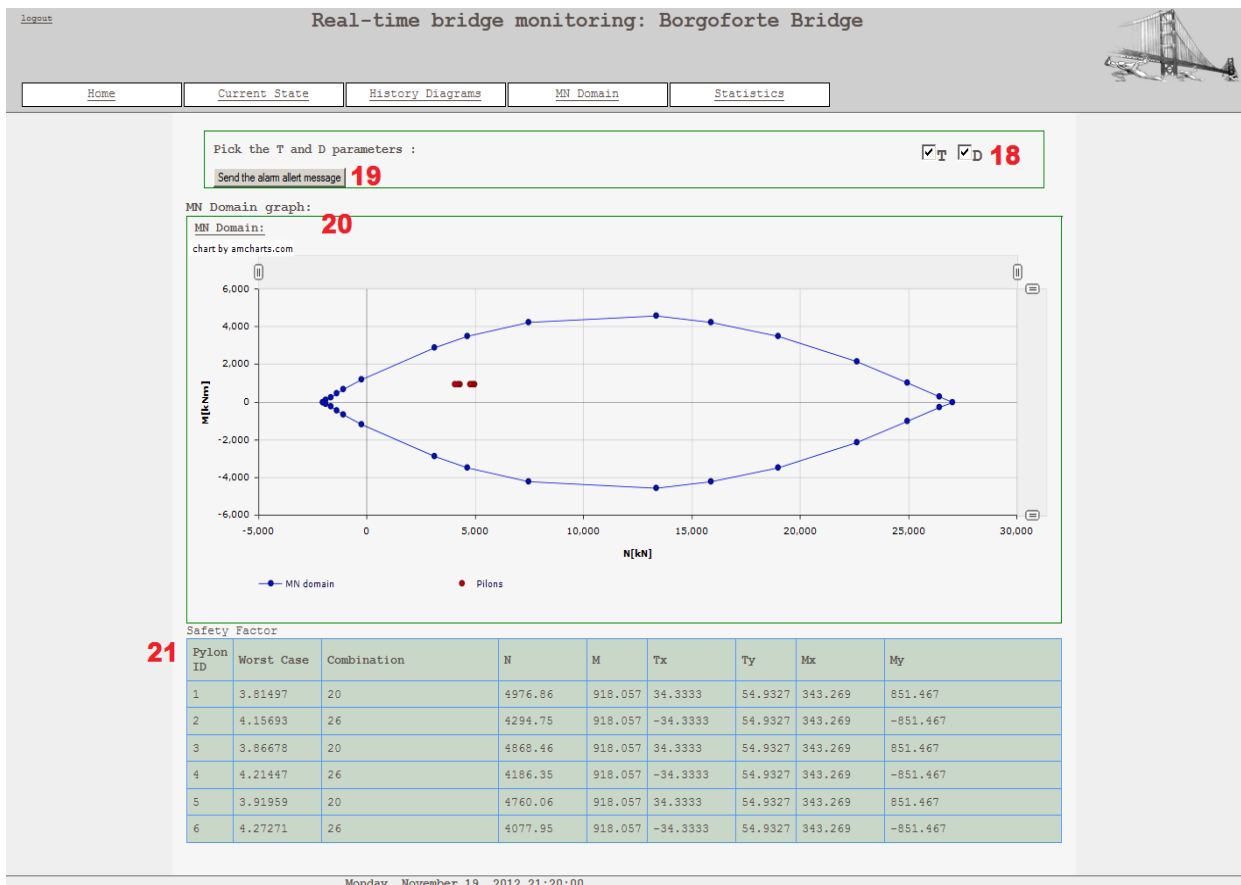 logout
Real-time bridge monitoring: Borgoforte Bridge
Home Current State History Diagrams MN Domain Statistics
Pick the T and D parameters :
T D 18
Send the alarm allert message 19
MN Domain graph:
MN Domain: 20
chart by amcharts.com
6,000
4,000
2,000
0
-2,000
-4,000
-6,000
M[kNm]
-5,000 0 5,000 10,000 15,000 20,000 25,000 30,000
N[kN]
MN domain Pilons
Safety Factor
21
Pylon ID Worst Case Combination N M Tx Ty Mx My
1 3.81497 20 4976.86 918.057 34.3333 54.9327 343.269 851.467
2 4.15693 26 4294.75 918.057 -34.3333 54.9327 343.269 -851.467
3 3.86678 20 4868.46 918.057 34.3333 54.9327 343.269 851.467
4 4.21447 26 4186.35 918.057 -34.3333 54.9327 343.269 -851.467
5 3.91959 20 4760.06 918.057 34.3333 54.9327 343.269 851.467
6 4.27271 26 4077.95 918.057 -34.3333 54.9327 343.269 -851.467
Monday, November 19, 2012 21:20:00